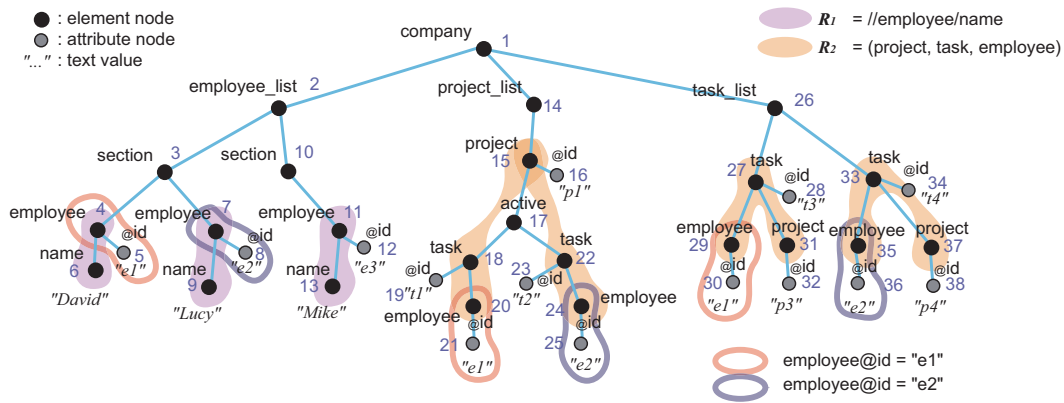 : element node
: attribute node
"..." : text value
R1 = //employee/name
R2 = (project, task, employee)
company 1
employee_list 2
project_list 14
task_list 26
section 3
section 10
project 15
@id 16
"p1"
task 27
@id 28
"t3"
task 33
@id 34
"t4"
employee 4
@id 5
"e1"
employee 7
@id 8
"e2"
employee 11
@id 12
"e3"
name 6
"David"
name 9
"Lucy"
name 13
"Mike"
active 17
task 18
@id
19 "t1"
task 22
23 @id
"t2"
employee 20
@id
21
"e1"
employee
24
@id
25
"e2"
employee
29
@id
30
"e1"
project
31
@id
32
"p3"
employee
35
@id
36
"e2"
project
37
@id
38
"p4"
employee@id = "e1"
employee@id = "e2"